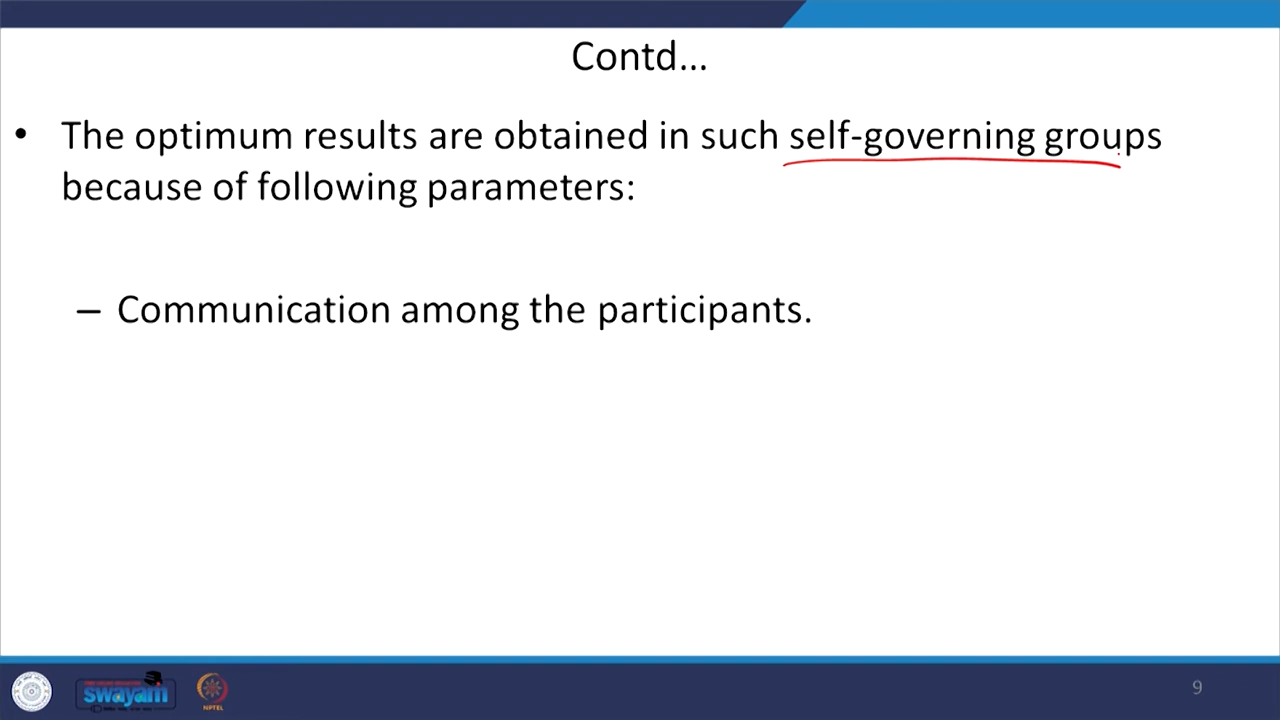 Contd...
• The optimum results are obtained in such self-governing groups
because of following parameters:
– Communication among the participants.
swayam
NPTEL
9